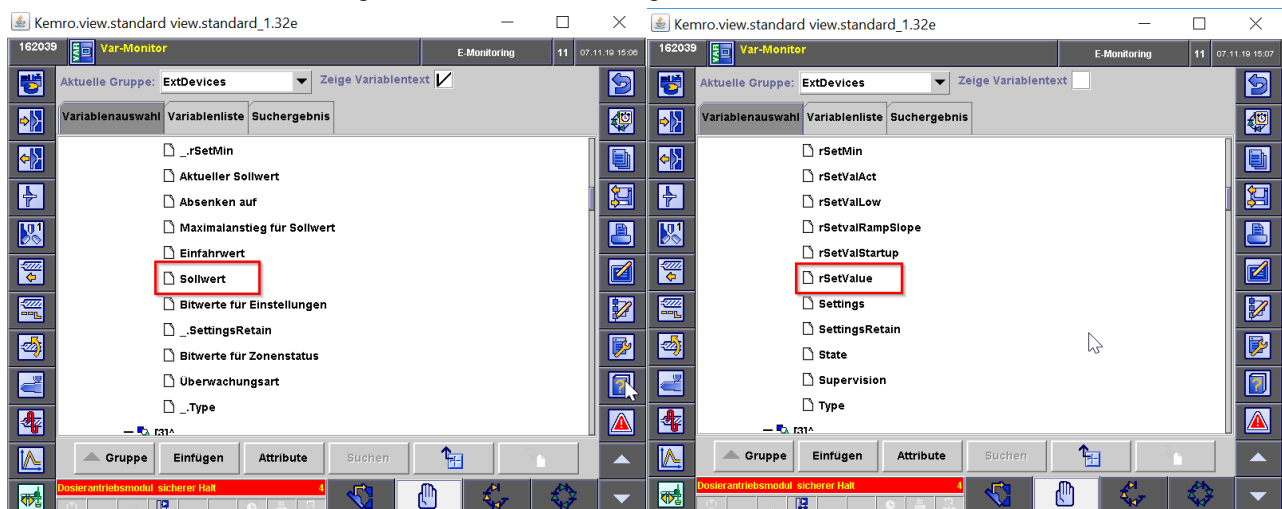 Kemro.view.standard view.standard_1.32e
162039
Var-Monitor
E-Monitoring
11
07.11.19 15:06
Aktuelle Gruppe:
ExtDevices
Zeige Variablentext
Variablenauswahl
Variablenliste
Suchergebnis
_.rSetMin
Aktueller Sollwert
Absenken auf
Maximalanstieg für Sollwert
Einfahrwert
Sollwert
Bitwerte für Einstellungen
_.SettingsRetain
Bitwerte für Zonenstatus
Überwachungsart
_.Type
[3]^
Gruppe
Einfügen
Attribute
Suchen
Dosierantriebsmodul sicherer Halt
4
Kemro.view.standard view.standard_1.32e
162039
Var-Monitor
E-Monitoring
11
07.11.19 15:07
Aktuelle Gruppe:
ExtDevices
Zeige Variablentext
Variablenauswahl
Variablenliste
Suchergebnis
rSetMin
rSetValAct
rSetValLow
rSetvalRampSlope
rSetValStartup
rSetValue
Settings
SettingsRetain
State
Supervision
Type
[3]^
Gruppe
Einfügen
Attribute
Suchen
Dosierantriebsmodul sicherer Halt
4